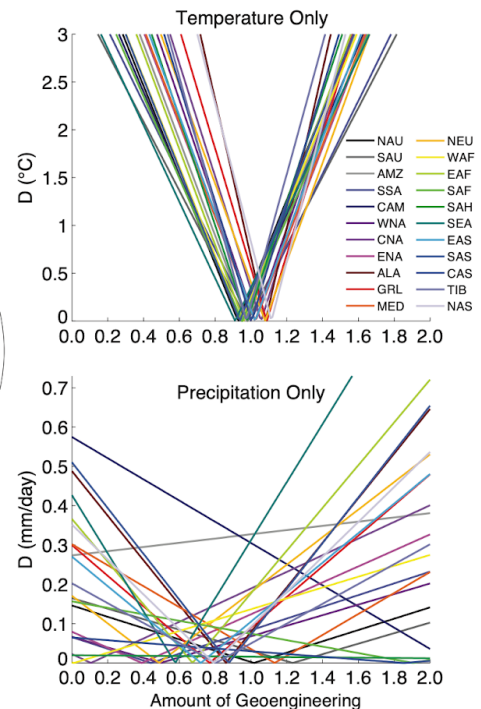 Temperature Only
3
2.5
2
1.5
1
0.5
0
D (°C)
NAU NEU
SAU WAF
AMZ EAF
SSA SAF
CAM SAH
WNA SEA
CNA EAS
ENA SAS
ALA CAS
GRL TIB
MED NAS
0.0 0.2 0.4 0.6 0.8 1.0 1.2 1.4 1.6 1.8 2.0
Precipitation Only
0.7
0.6
0.5
0.4
0.3
0.2
0.1
0
D (mm/day)
0.0 0.2 0.4 0.6 0.8 1.0 1.2 1.4 1.6 1.8 2.0
Amount of Geoengineering